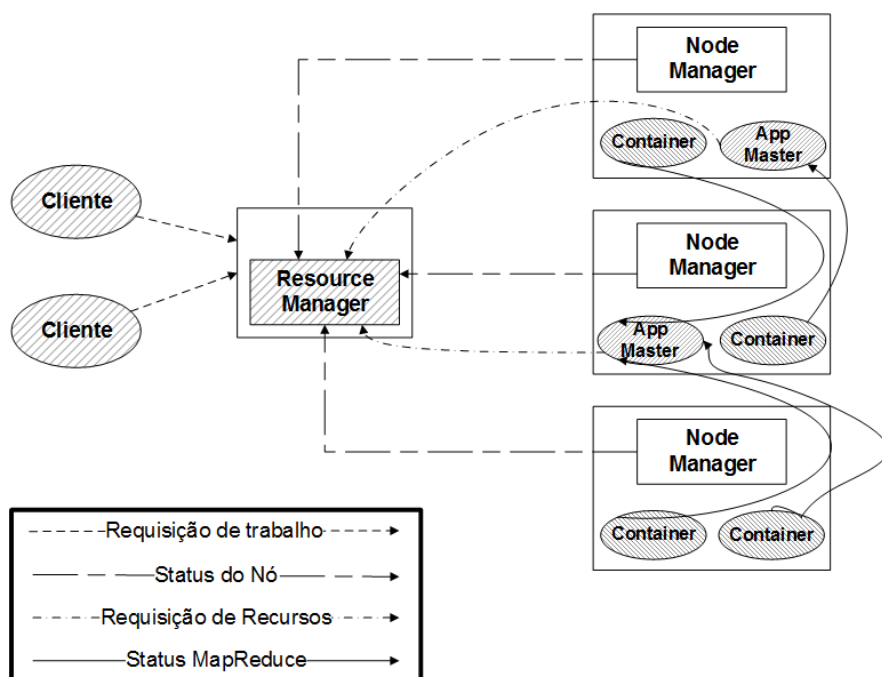 Node
Manager
Container
App
Master
Cliente
Resource
Manager
Cliente
Node
Manager
App
Master
Container
Node
Manager
Container
Container
Requisição de trabalho
Status do Nó
Requisição de Recursos
Status MapReduce